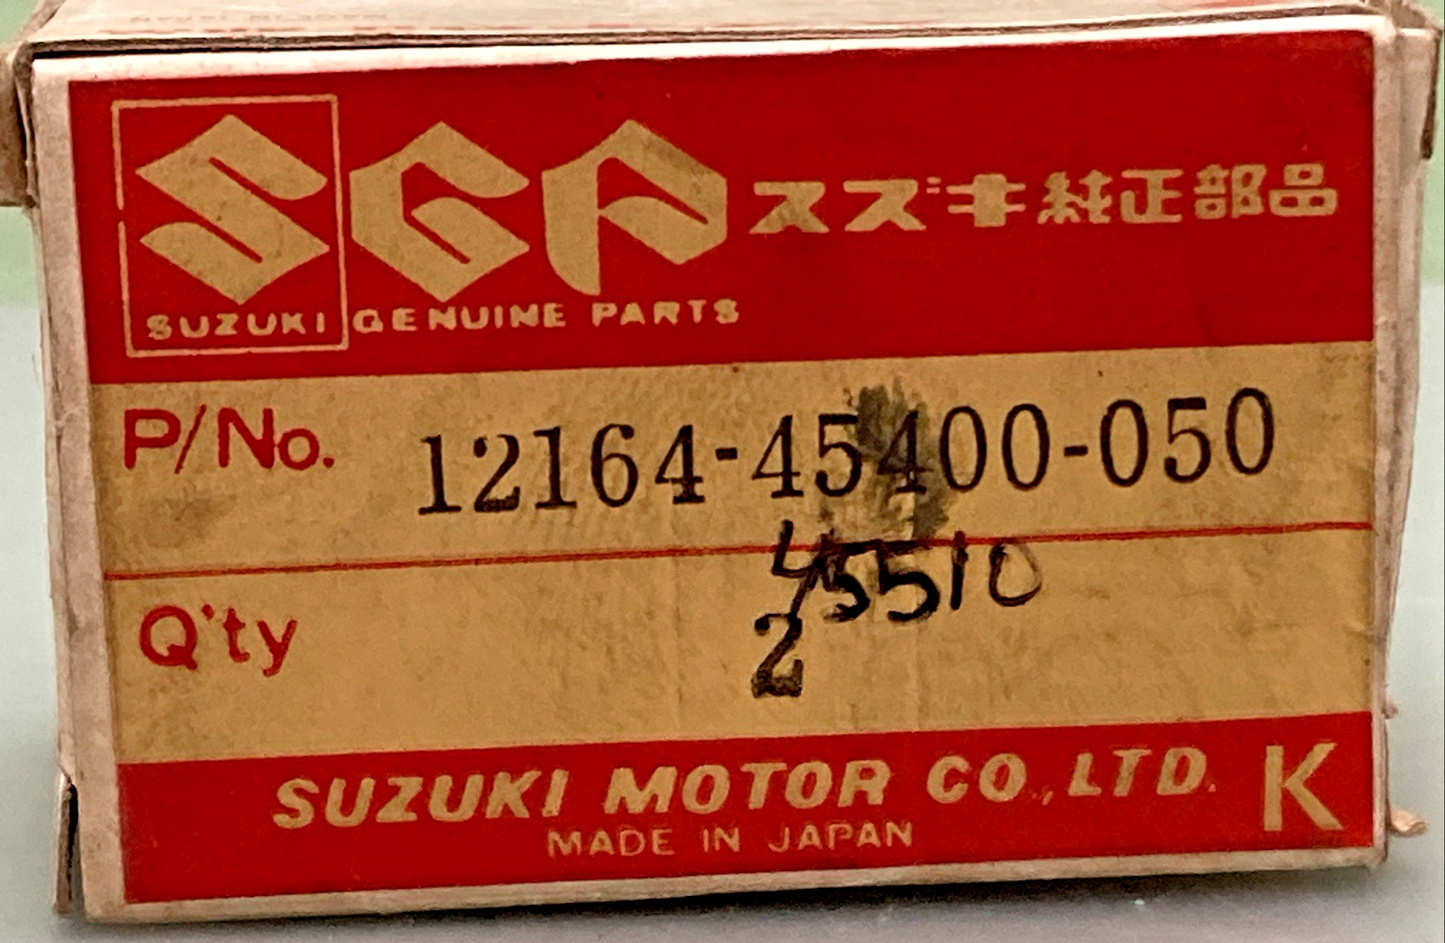 SGP スズキ純正部品
SUZUKI GENUINE PARTS
P/No. 12164-45400-050
45510
Q'ty 2
SUZUKI MOTOR CO., LTD. K
MADE IN JAPAN